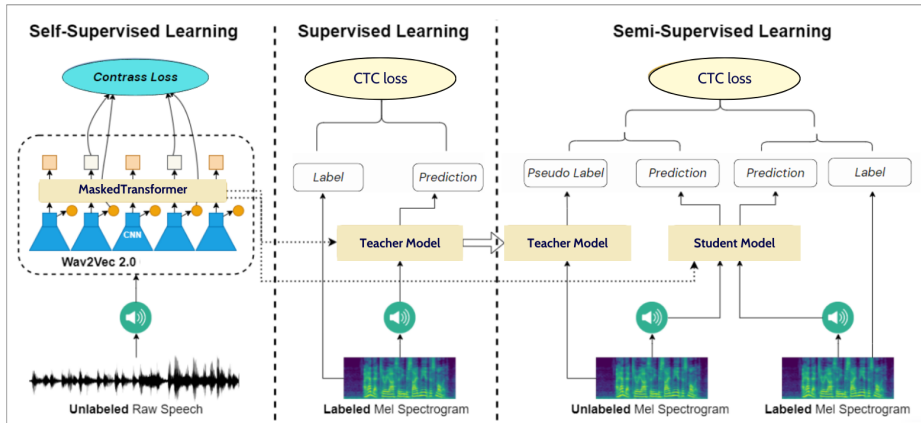 Self-Supervised Learning
Supervised Learning
Semi-Supervised Learning
Contrass Loss
CTC loss
CTC loss
Label
Prediction
Pseudo Label
Prediction
Prediction
Label
MaskedTransformer
CNN
Wav2Vec 2.0
Teacher Model
Teacher Model
Student Model
Unlabeled Raw Speech
Labeled Mel Spectrogram
Unlabeled Mel Spectrogram
Labeled Mel Spectrogram